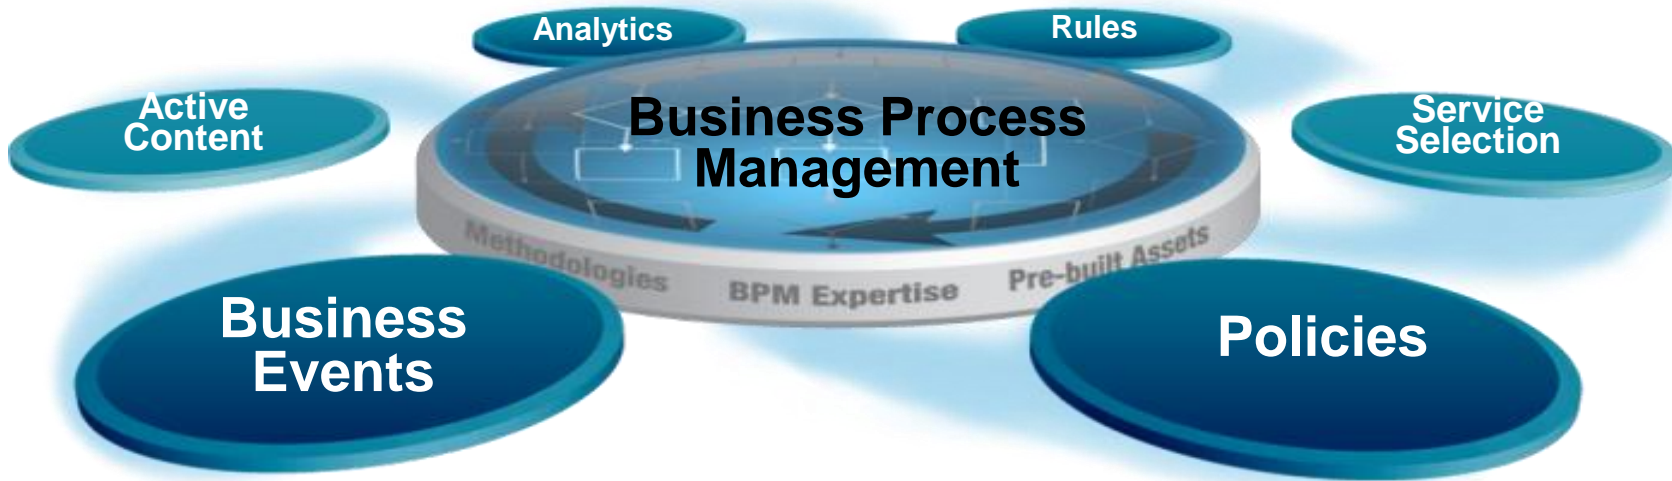 Analytics
Rules
Active
Content
Business Process
Management
Service
Selection
Methodologies
BPM Expertise
Pre-built Assets
Business
Events
Policies